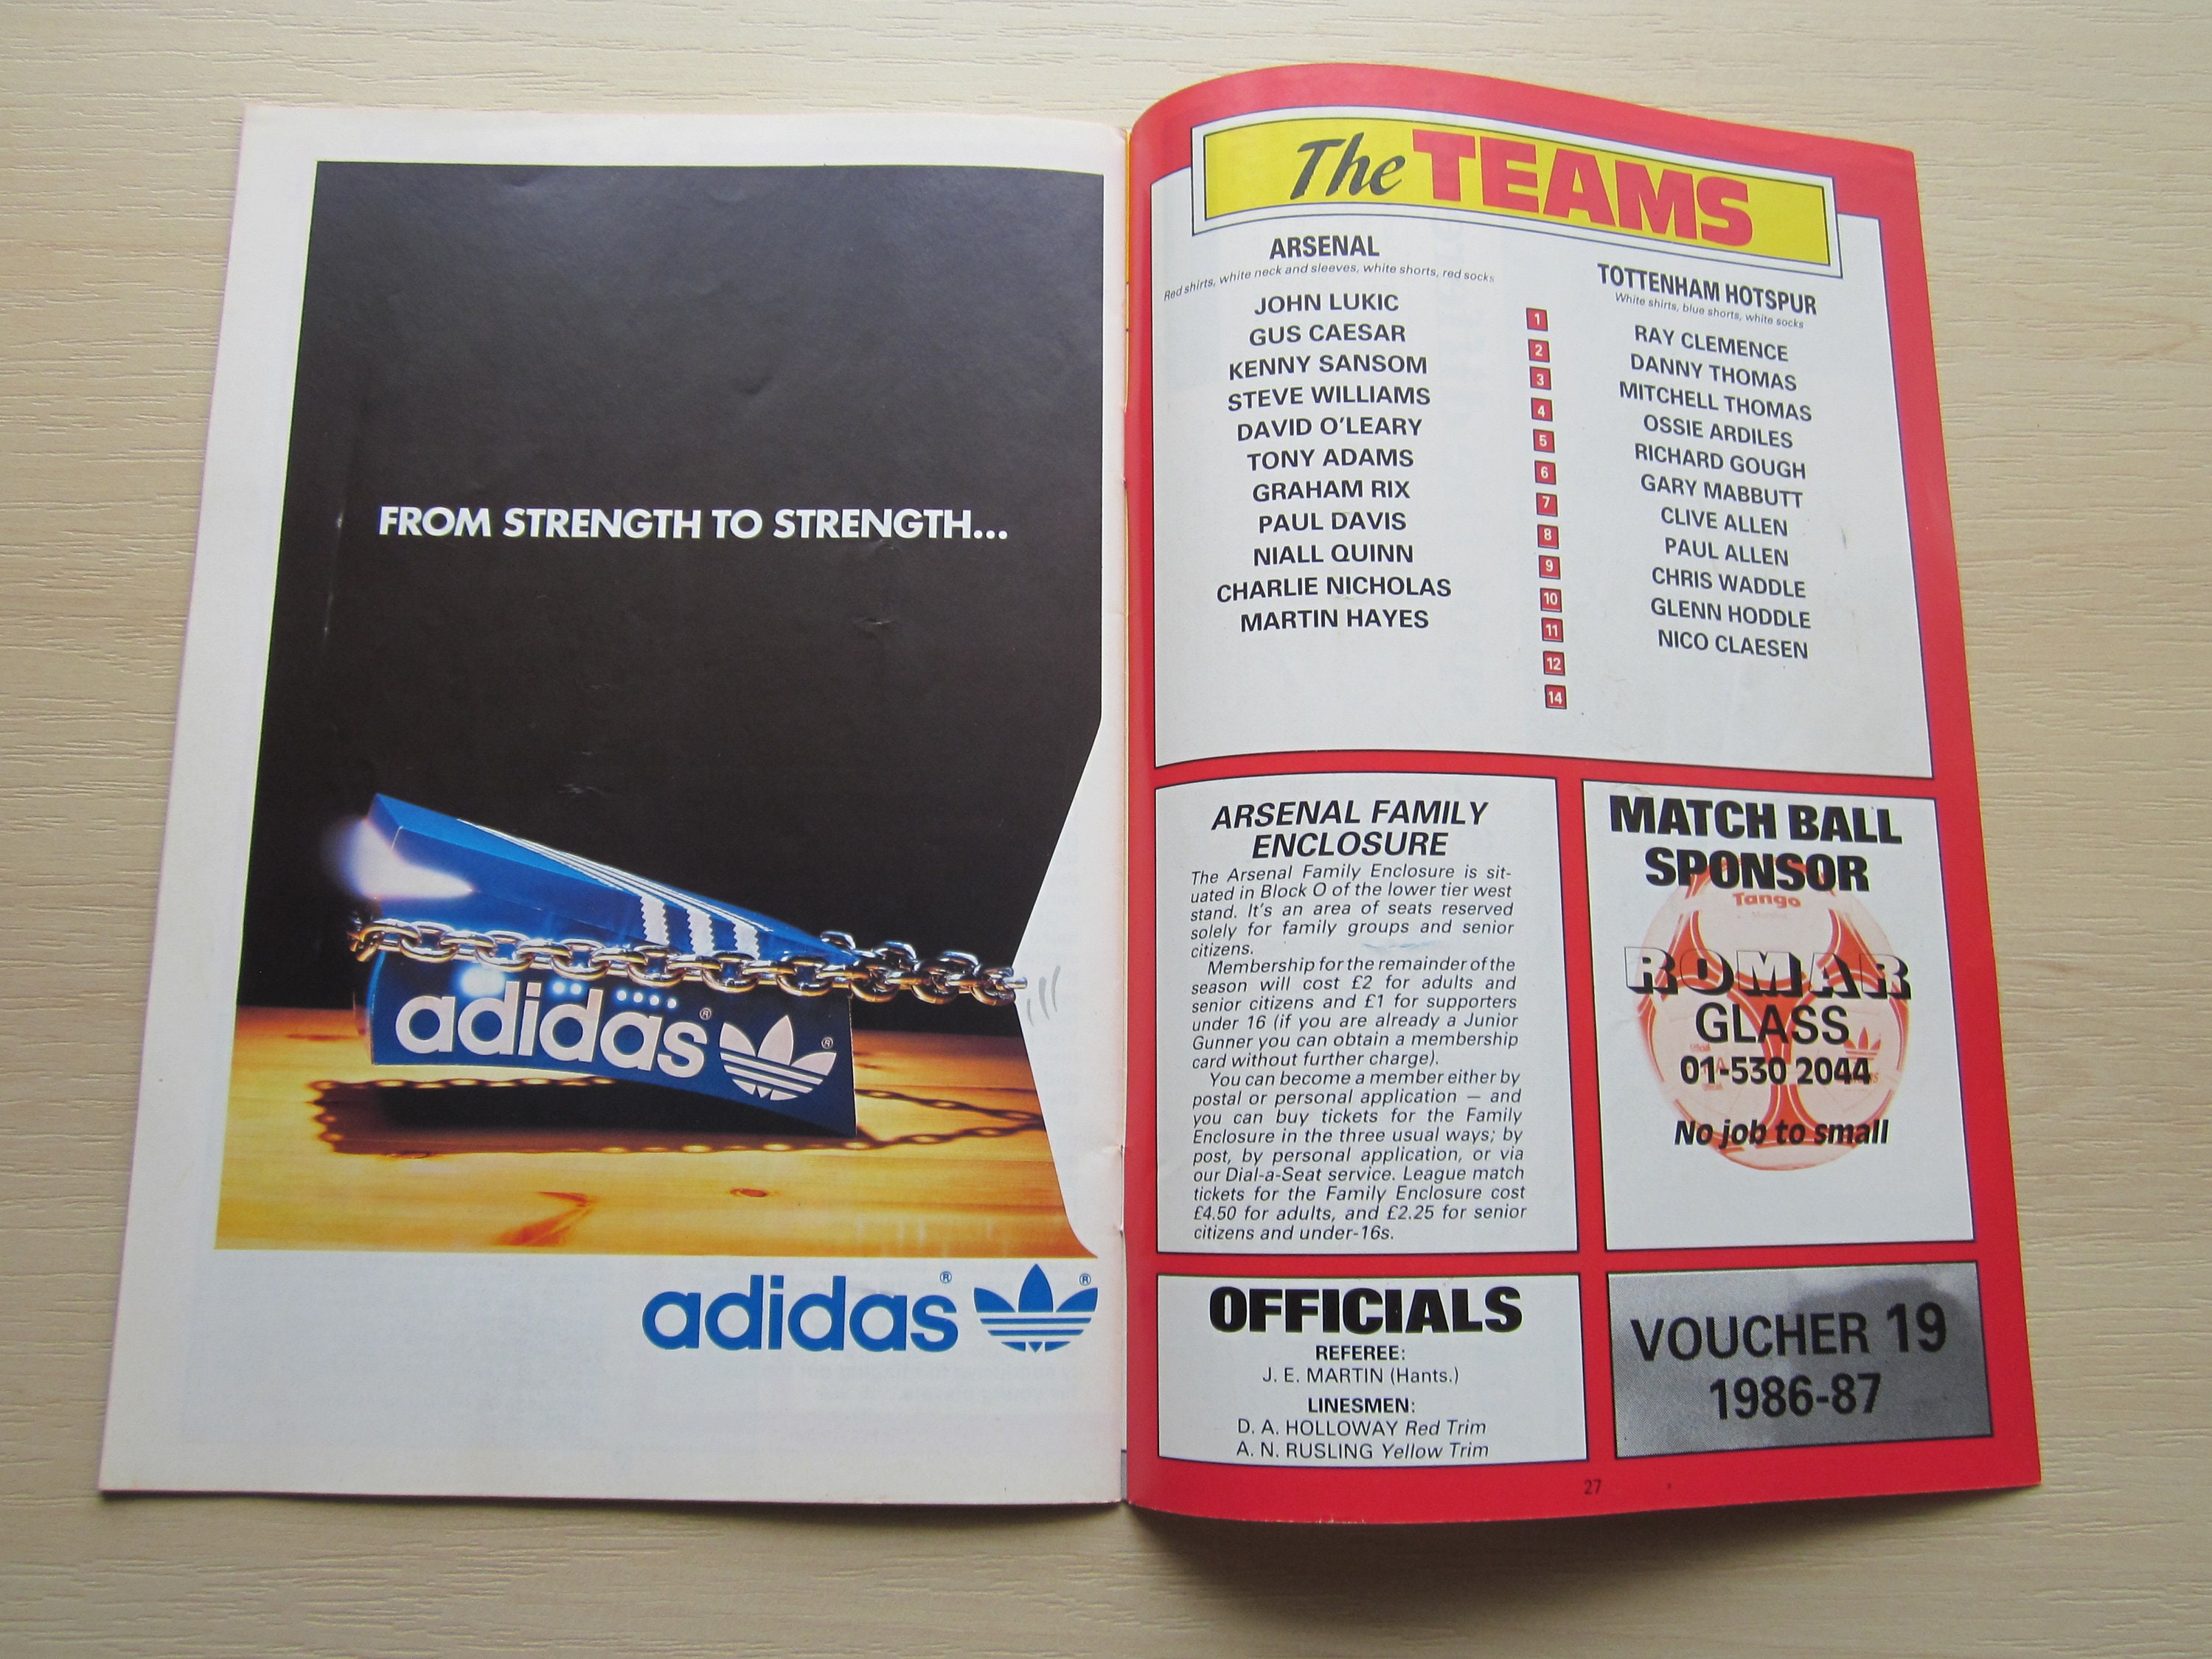 FROM STRENGTH TO STRENGTH...
adidas®
®
adidas®
®
The TEAMS
ARSENAL
Red shirts, white neck and sleeves, white shorts, red socks
JOHN LUKIC
GUS CAESAR
KENNY SANSOM
STEVE WILLIAMS
DAVID O'LEARY
TONY ADAMS
GRAHAM RIX
PAUL DAVIS
NIALL QUINN
CHARLIE NICHOLAS
MARTIN HAYES
1
2
3
4
5
6
7
8
9
10
11
12
14
TOTTENHAM HOTSPUR
White shirts, blue shorts, white socks
RAY CLEMENCE
DANNY THOMAS
MITCHELL THOMAS
OSSIE ARDILES
RICHARD GOUGH
GARY MABBUTT
CLIVE ALLEN
PAUL ALLEN
CHRIS WADDLE
GLENN HODDLE
NICO CLAESEN
ARSENAL FAMILY
ENCLOSURE
The Arsenal Family Enclosure is sit-
uated in Block O of the lower tier west
stand. It's an area of seats reserved
solely for family groups and senior
citizens.
Membership for the remainder of the
season will cost £2 for adults and
senior citizens and £1 for supporters
under 16 (if you are already a Junior
Gunner you can obtain a membership
card without further charge).
You can become a member either by
postal or personal application — and
you can buy tickets for the Family
Enclosure in the three usual ways; by
post, by personal application, or via
our Dial-a-Seat service. League match
tickets for the Family Enclosure cost
£4.50 for adults, and £2.25 for senior
citizens and under-16s.
MATCH BALL
SPONSOR
Tango
ROMAR
GLASS
01-530 2044
No job to small
OFFICIALS
REFEREE:
J. E. MARTIN (Hants.)
LINESMEN:
D. A. HOLLOWAY Red Trim
A. N. RUSLING Yellow Trim
VOUCHER 19
1986-87
27